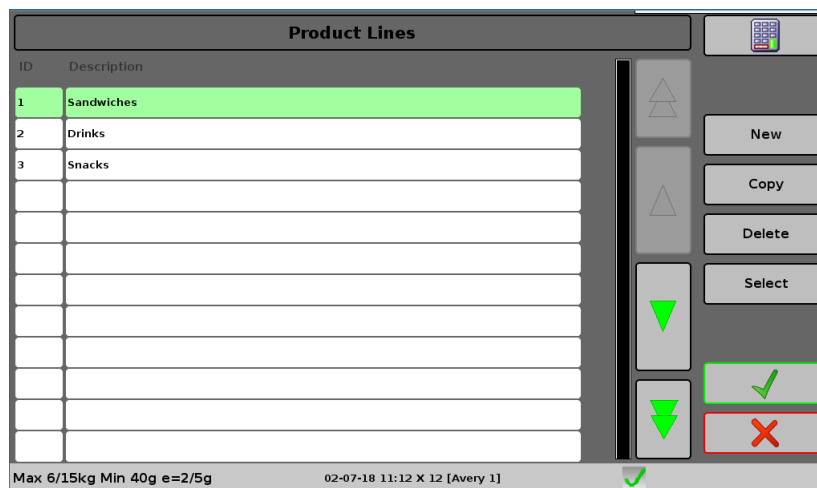 Product Lines
ID Description
1 Sandwiches
2 Drinks
3 Snacks
New
Copy
Delete
Select
Max 6/15kg Min 40g e=2/5g 02-07-18 11:12 X 12 [Avery 1]